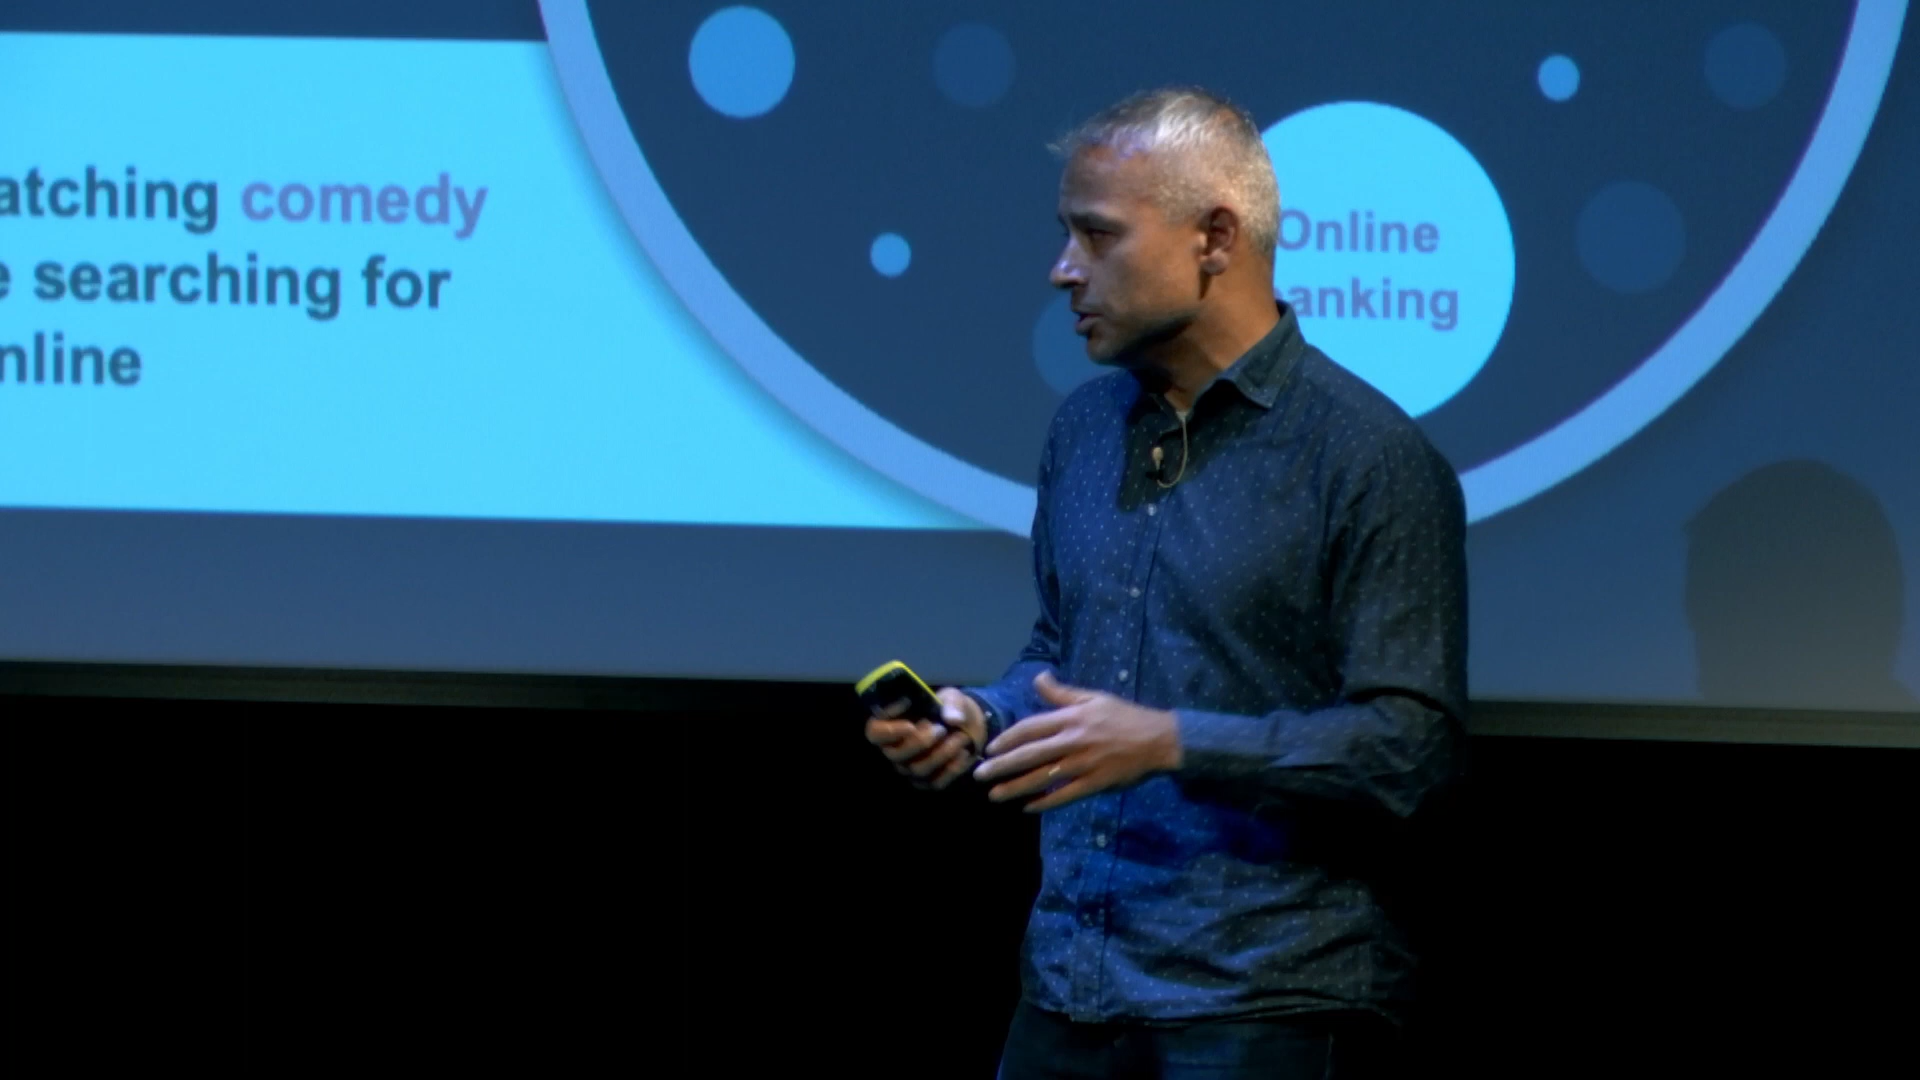 atching comedy
e searching for
nline
Online
anking